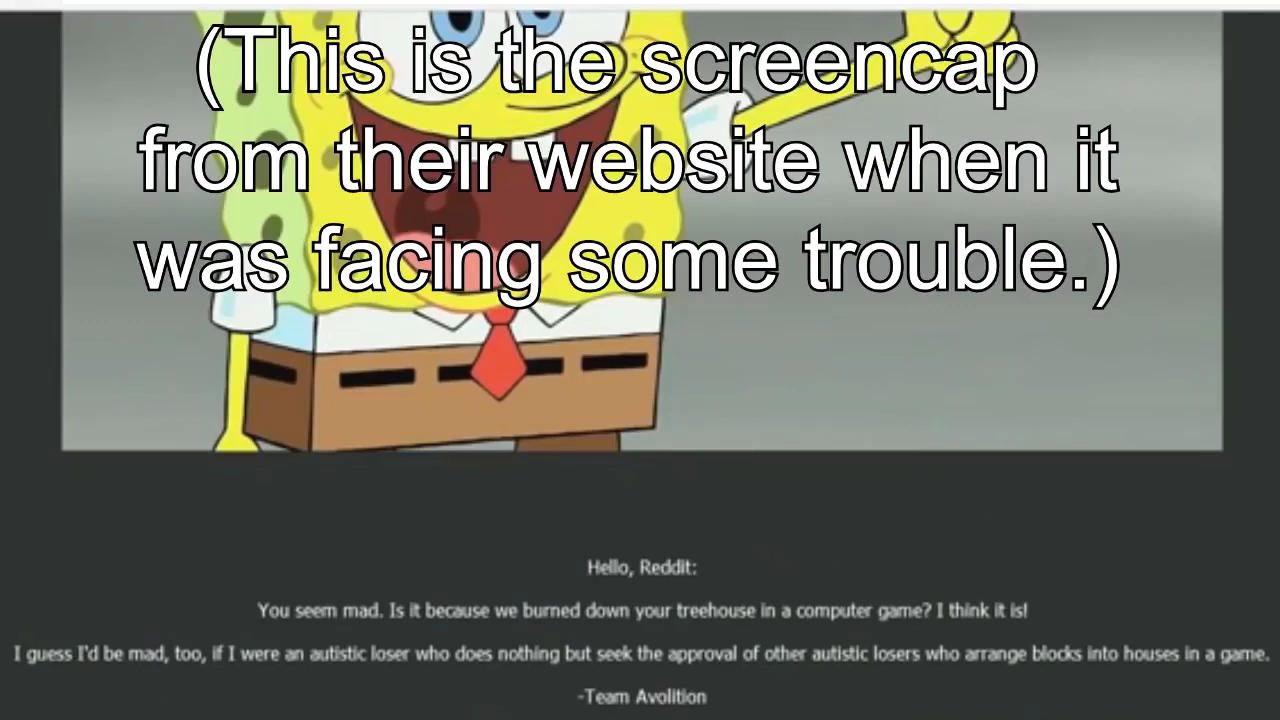 (This is the screencap
from their website when it
was facing some trouble.)
Hello, Reddit:
You seem mad. Is it because we burned down your treehouse in a computer game? I think it is!
I guess I'd be mad, too, if I were an autistic loser who does nothing but seek the approval of other autistic losers who arrange blocks into houses in a game.
-Team Avolition